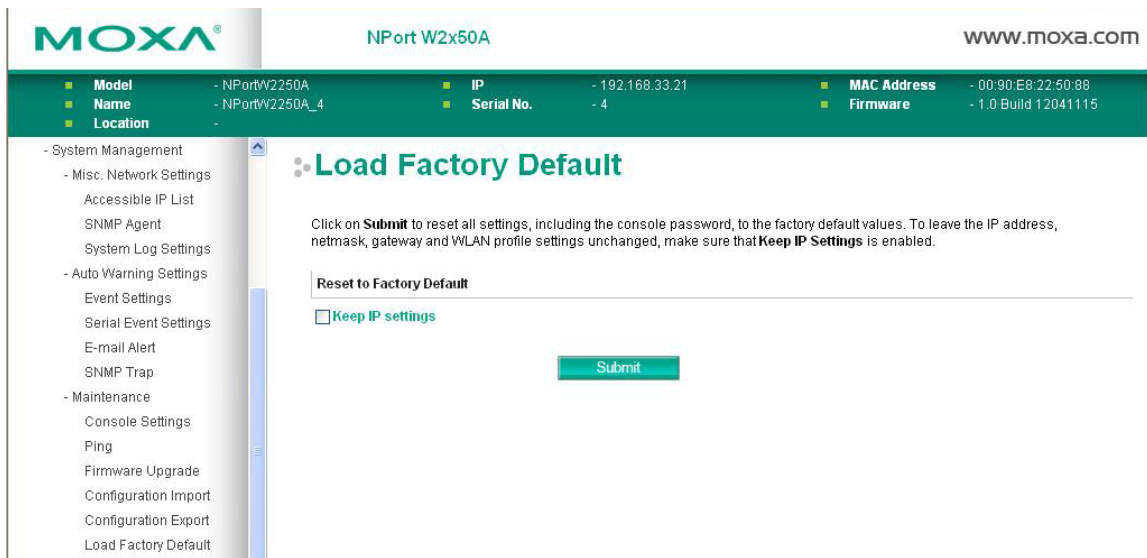 MOXA®
NPort W2x50A
www.moxa.com
Model - NPortW2250A
Name - NPortW2250A_4
Location -
IP - 192.168.33.21
Serial No. - 4
MAC Address - 00:90:E8:22:50:88
Firmware - 1.0 Build 12041115
- System Management
- Misc. Network Settings
Accessible IP List
SNMP Agent
System Log Settings
- Auto Warning Settings
Event Settings
Serial Event Settings
E-mail Alert
SNMP Trap
- Maintenance
Console Settings
Ping
Firmware Upgrade
Configuration Import
Configuration Export
Load Factory Default
Load Factory Default
Click on Submit to reset all settings, including the console password, to the factory default values. To leave the IP address,
netmask, gateway and WLAN profile settings unchanged, make sure that Keep IP Settings is enabled.
Reset to Factory Default
Keep IP settings
Submit